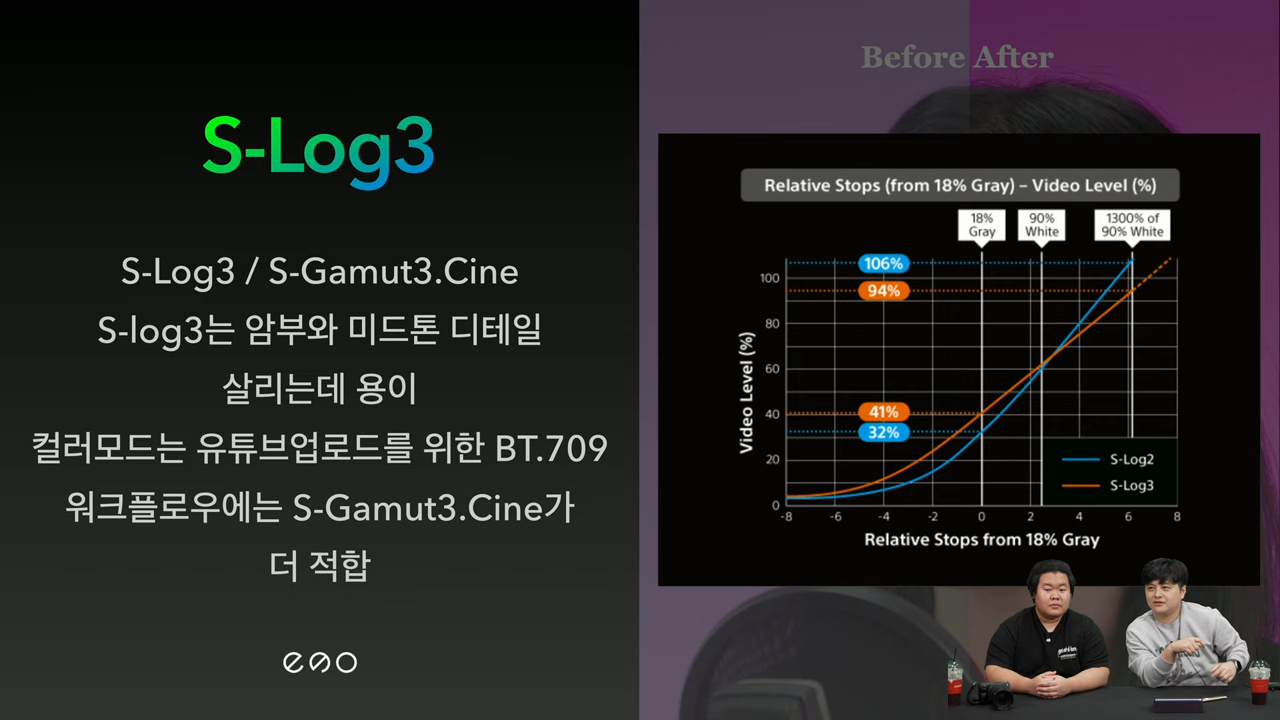 S-Log3
S-Log3 / S-Gamut3.Cine
S-log3는 암부와 미드톤 디테일
살리는데 용이
컬러모드는 유튜브업로드를 위한 BT.709
워크플로우에는 S-Gamut3.Cine가
더 적합
eno
Before After
Relative Stops (from 18% Gray) – Video Level (%)
18%
Gray
90%
White
1300% of
90% White
106%
94%
41%
32%
100
80
60
40
20
0
Video Level (%)
-8 -6 -4 -2 0 2 4 6 8
Relative Stops from 18% Gray
S-Log2
S-Log3